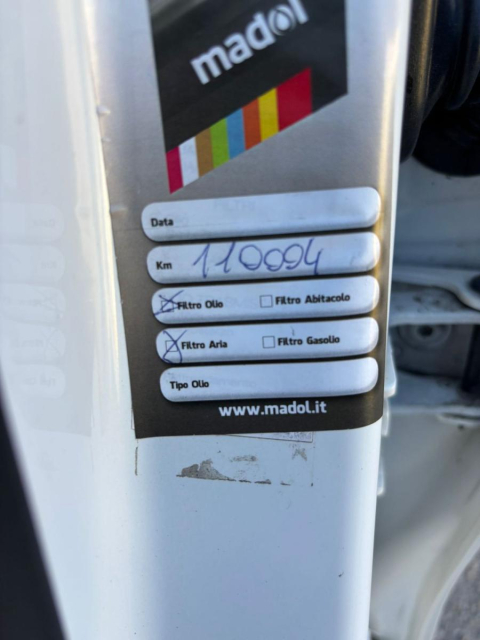 madol
Data
Km 110094
Filtro Olio Filtro Abitacolo
Filtro Aria Filtro Gasolio
Tipo Olio
www.madol.it